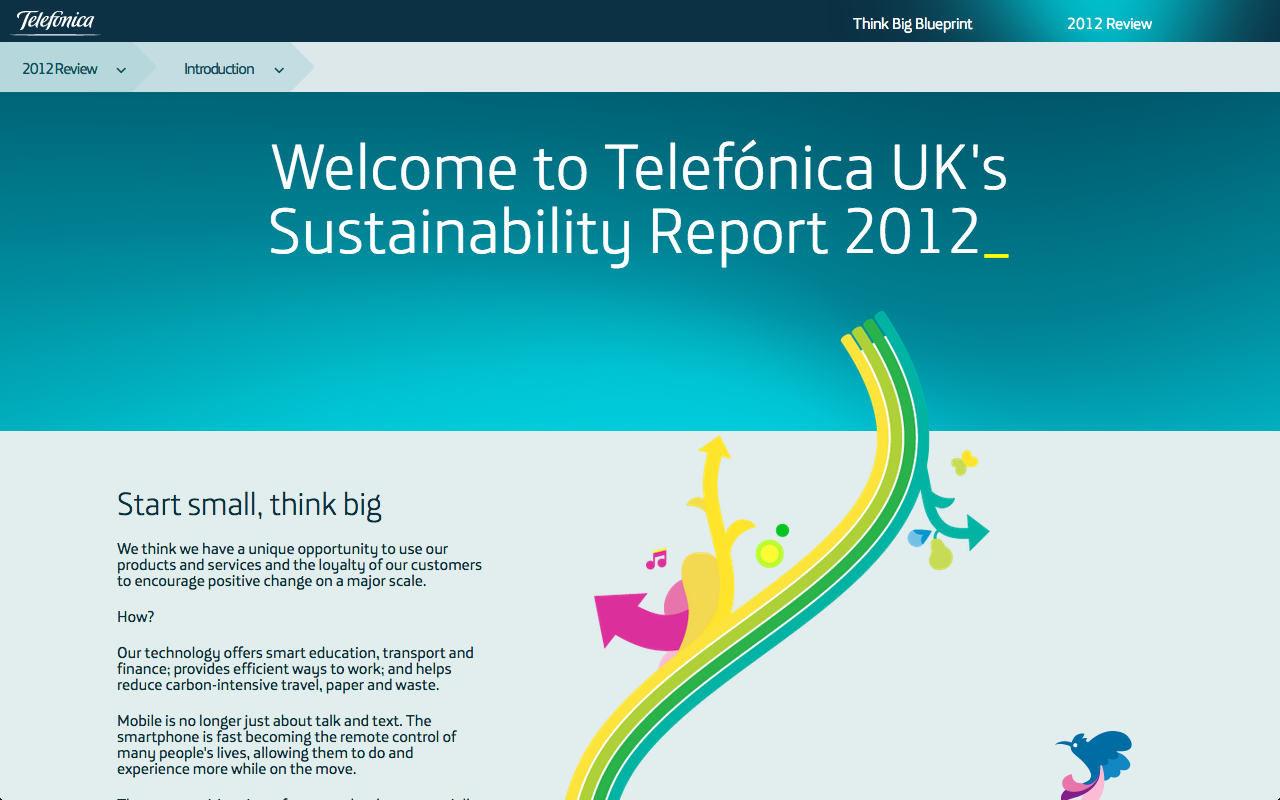 Telefónica
Think Big Blueprint
2012 Review
2012 Review
Introduction
Welcome to Telefónica UK's
Sustainability Report 2012_
Start small, think big
We think we have a unique opportunity to use our
products and services and the loyalty of our customers
to encourage positive change on a major scale.
How?
Our technology offers smart education, transport and
finance; provides efficient ways to work; and helps
reduce carbon-intensive travel, paper and waste.
Mobile is no longer just about talk and text. The
smartphone is fast becoming the remote control of
many people's lives, allowing them to do and
experience more while on the move.